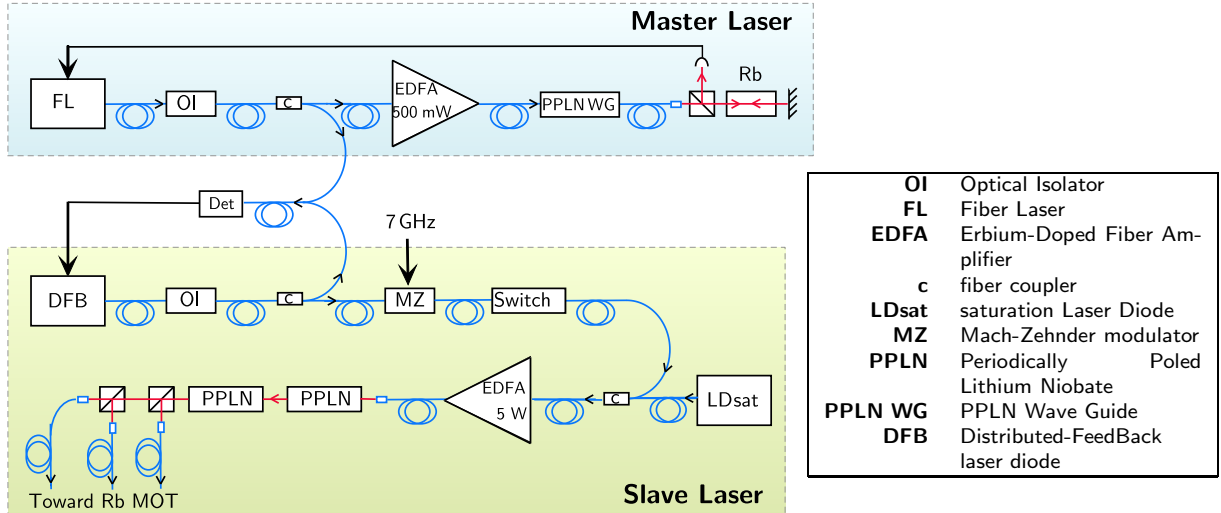 Master Laser
FL
OI
c
EDFA
500 mW
PPLN WG
Rb
Det
7 GHz
DFB
OI
c
MZ
Switch
PPLN
PPLN
EDFA
5 W
c
LDsat
Toward Rb MOT
Slave Laser
OI Optical Isolator
FL Fiber Laser
EDFA Erbium-Doped Fiber Am-
plifier
c fiber coupler
LDsat saturation Laser Diode
MZ Mach-Zehnder modulator
PPLN Periodically Poled
Lithium Niobate
PPLN WG PPLN Wave Guide
DFB Distributed-FeedBack
laser diode